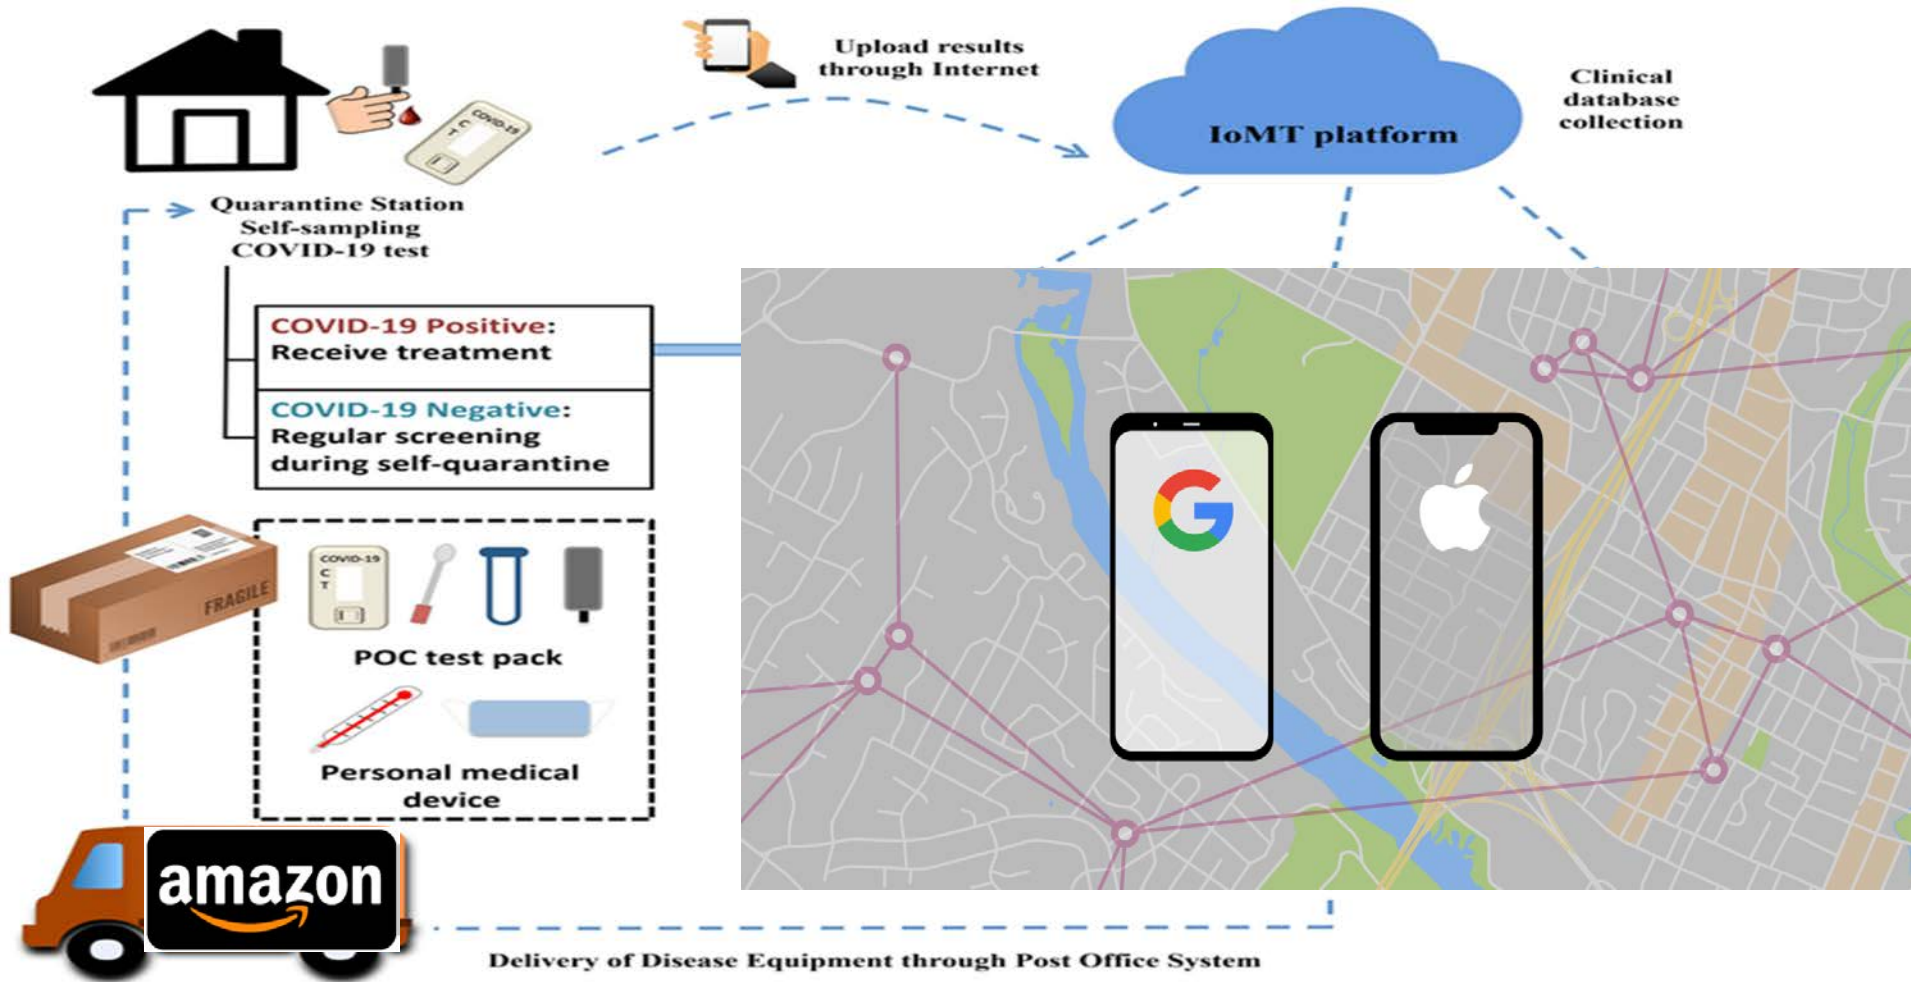 Upload results
through Internet
IoMT platform
Clinical
database
collection
COVID-19
C
T
Quarantine Station
Self-sampling
COVID-19 test
COVID-19 Positive:
Receive treatment
COVID-19 Negative:
Regular screening
during self-quarantine
FRAGILE
COVID-19
C
T
POC test pack
Personal medical
device
G
amazon
Delivery of Disease Equipment through Post Office System